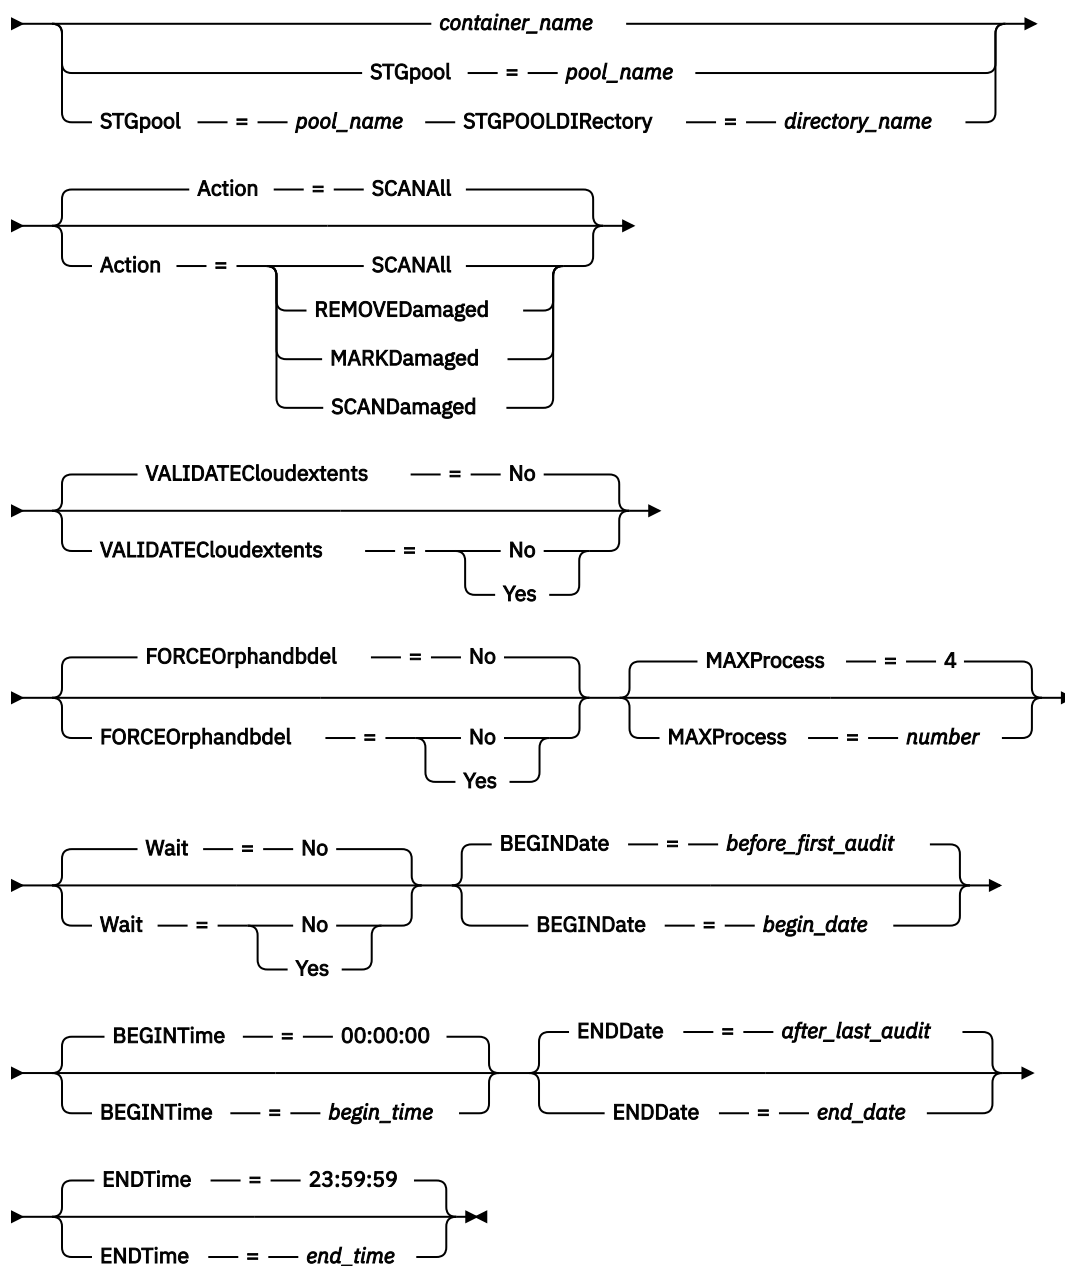 container_name
STGpool = pool_name
STGpool = pool_name STGPOOLDIRectory = directory_name
Action = SCANAll
Action = SCANAll
REMOVEDamaged
MARKDamaged
SCANDamaged
VALIDATECloudextents = No
VALIDATECloudextents = No
Yes
FORCEOrphandbdel = No MAXProcess = 4
FORCEOrphandbdel = No MAXProcess = number
Yes
Wait = No BEGINDate = before_first_audit
Wait = No BEGINDate = begin_date
Yes
BEGINTime = 00:00:00 ENDDate = after_last_audit
BEGINTime = begin_time ENDDate = end_date
ENDTime = 23:59:59
ENDTime = end_time